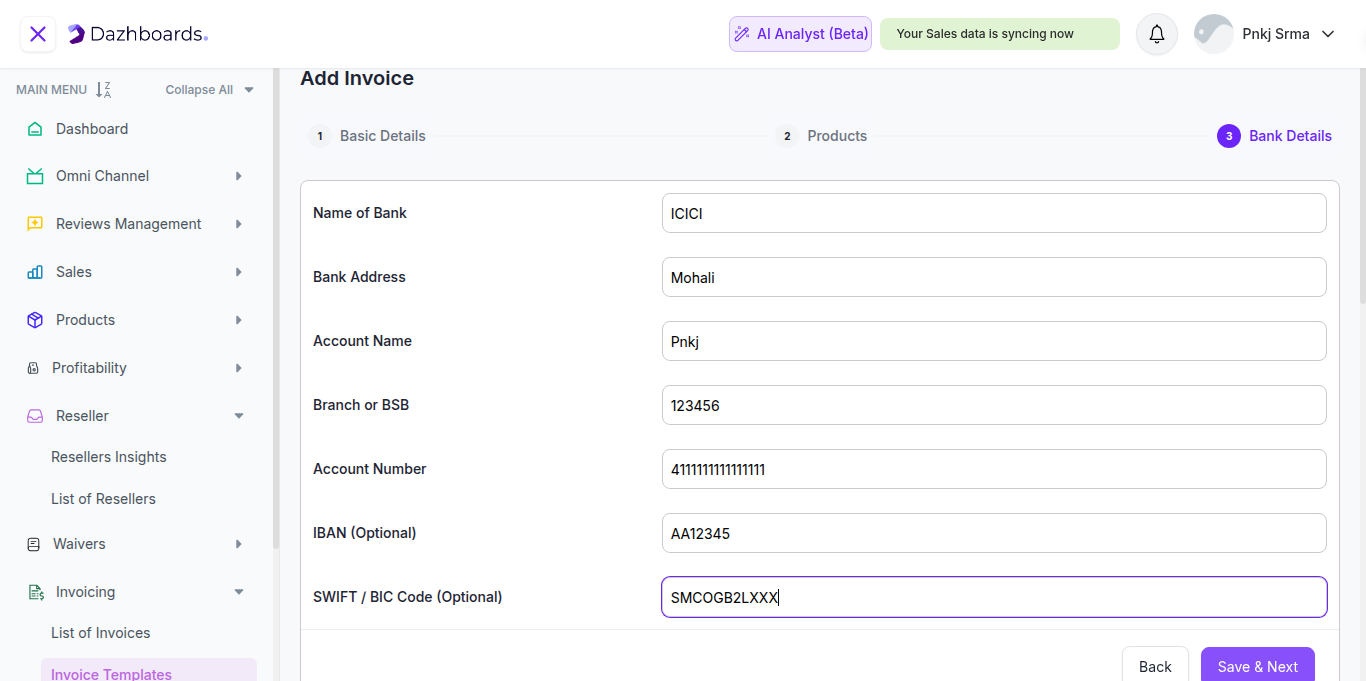 Dazhboards.
AI Analyst (Beta)
Your Sales data is syncing now
Pnkj Srma
MAIN MENU
Z
A
Collapse All
Dashboard
Omni Channel
Reviews Management
Sales
Products
Profitability
Reseller
Resellers Insights
List of Resellers
Waivers
Invoicing
List of Invoices
Invoice Templates
Add Invoice
1 Basic Details
2 Products
3 Bank Details
Name of Bank
ICICI
Bank Address
Mohali
Account Name
Pnkj
Branch or BSB
123456
Account Number
4111111111111111
IBAN (Optional)
AA12345
SWIFT / BIC Code (Optional)
SMCOGB2LXXX
Back
Save & Next